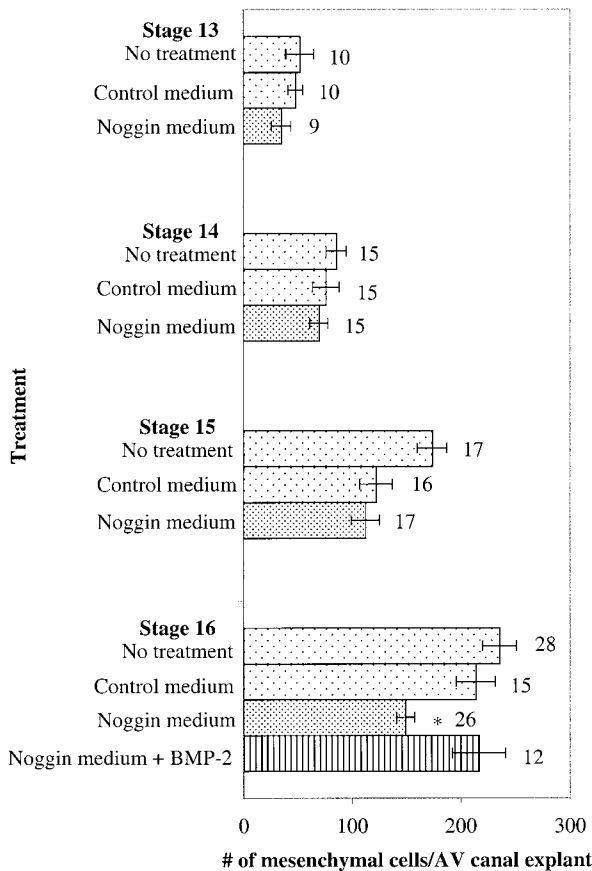 Stage 13
No treatment 10
Control medium 10
Noggin medium 9
Stage 14
No treatment 15
Control medium 15
Noggin medium 15
Treatment
Stage 15
No treatment 17
Control medium 16
Noggin medium 17
Stage 16
No treatment 28
Control medium 15
Noggin medium * 26
Noggin medium + BMP-2 12
0 100 200 300
# of mesenchymal cells/AV canal explant